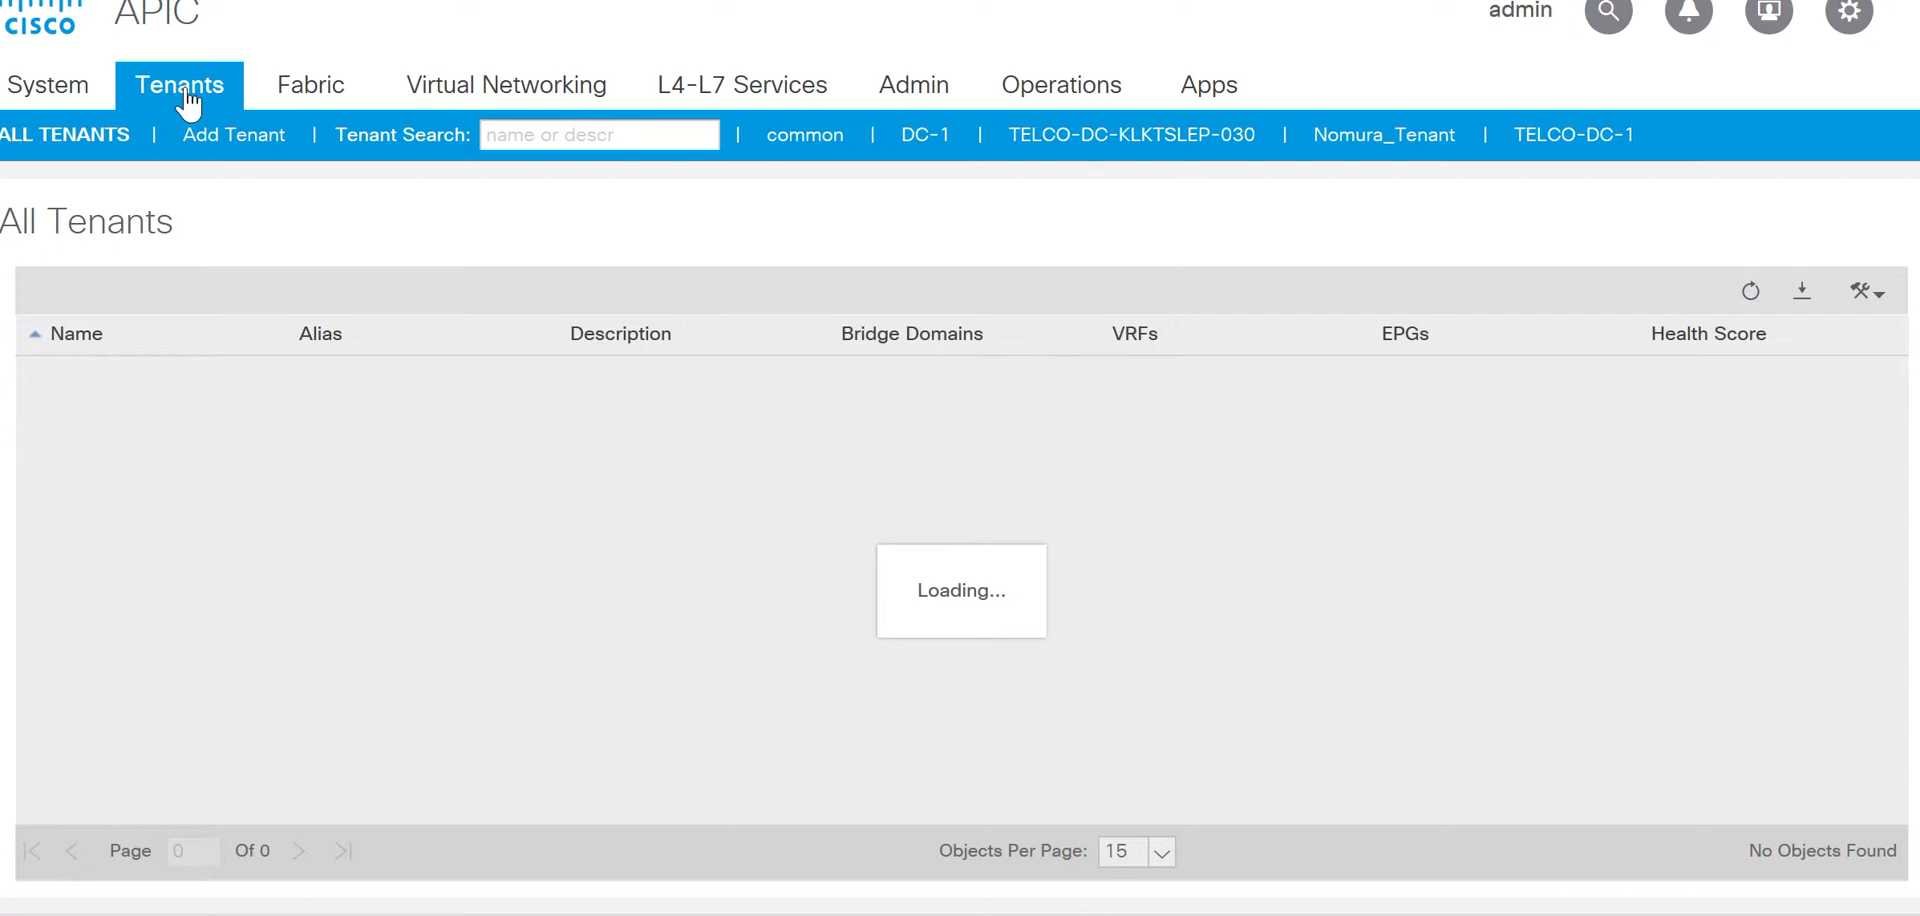 CISCO APIC admin
System Tenants Fabric Virtual Networking L4-L7 Services Admin Operations Apps
ALL TENANTS | Add Tenant | Tenant Search: name or descr | common | DC-1 | TELCO-DC-KLKTSLEP-030 | Nomura_Tenant | TELCO-DC-1
All Tenants
Name Alias Description Bridge Domains VRFs EPGs Health Score
Loading...
Page 0 Of 0 Objects Per Page: 15 No Objects Found